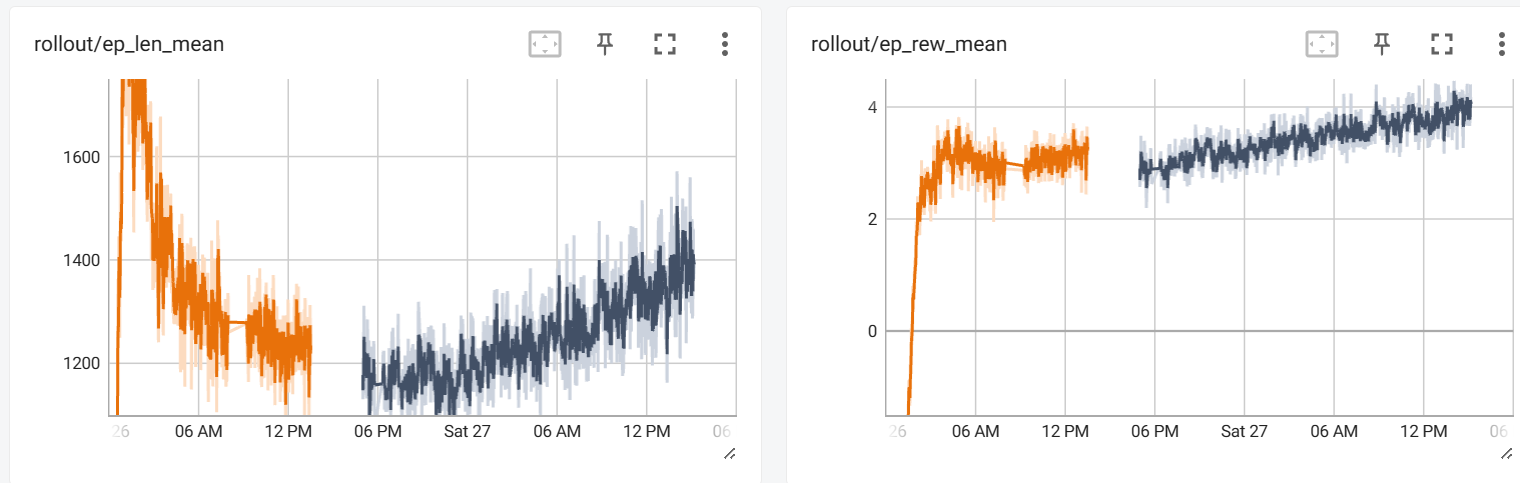 rollout/ep_len_mean
1600
1400
1200
26 06 AM 12 PM 06 PM Sat 27 06 AM 12 PM 06
rollout/ep_rew_mean
4
2
0
26 06 AM 12 PM 06 PM Sat 27 06 AM 12 PM 06